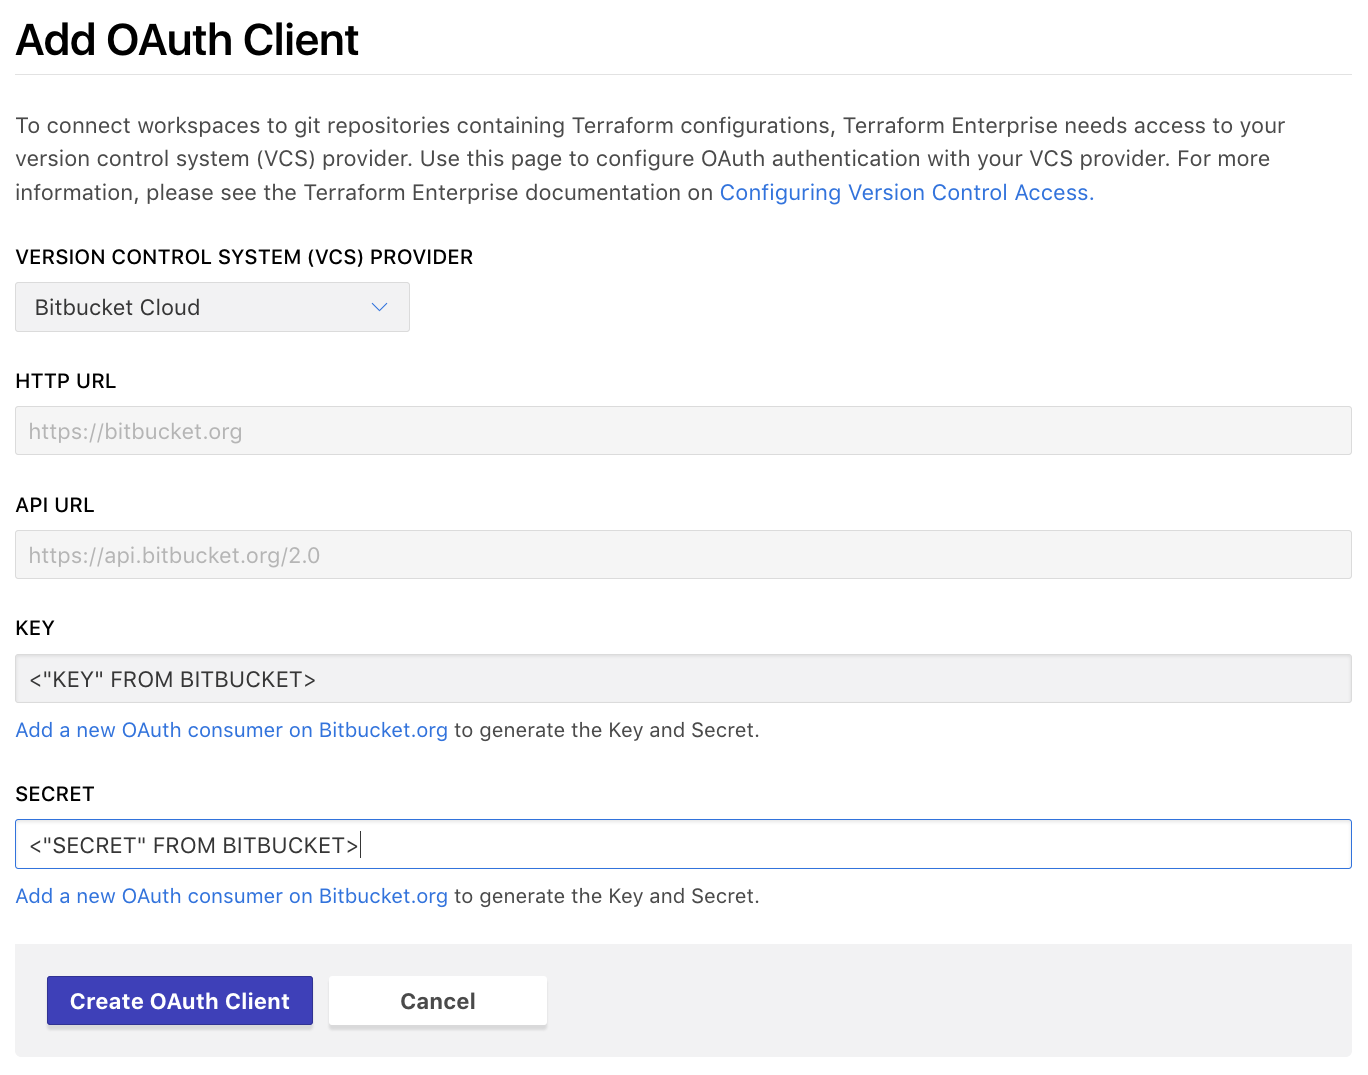 Add OAuth Client
To connect workspaces to git repositories containing Terraform configurations, Terraform Enterprise needs access to your
version control system (VCS) provider. Use this page to configure OAuth authentication with your VCS provider. For more
information, please see the Terraform Enterprise documentation on Configuring Version Control Access.
VERSION CONTROL SYSTEM (VCS) PROVIDER
Bitbucket Cloud
HTTP URL
https://bitbucket.org
API URL
https://api.bitbucket.org/2.0
KEY
<"KEY" FROM BITBUCKET>
Add a new OAuth consumer on Bitbucket.org to generate the Key and Secret.
SECRET
<"SECRET" FROM BITBUCKET>
Add a new OAuth consumer on Bitbucket.org to generate the Key and Secret.
Create OAuth Client
Cancel